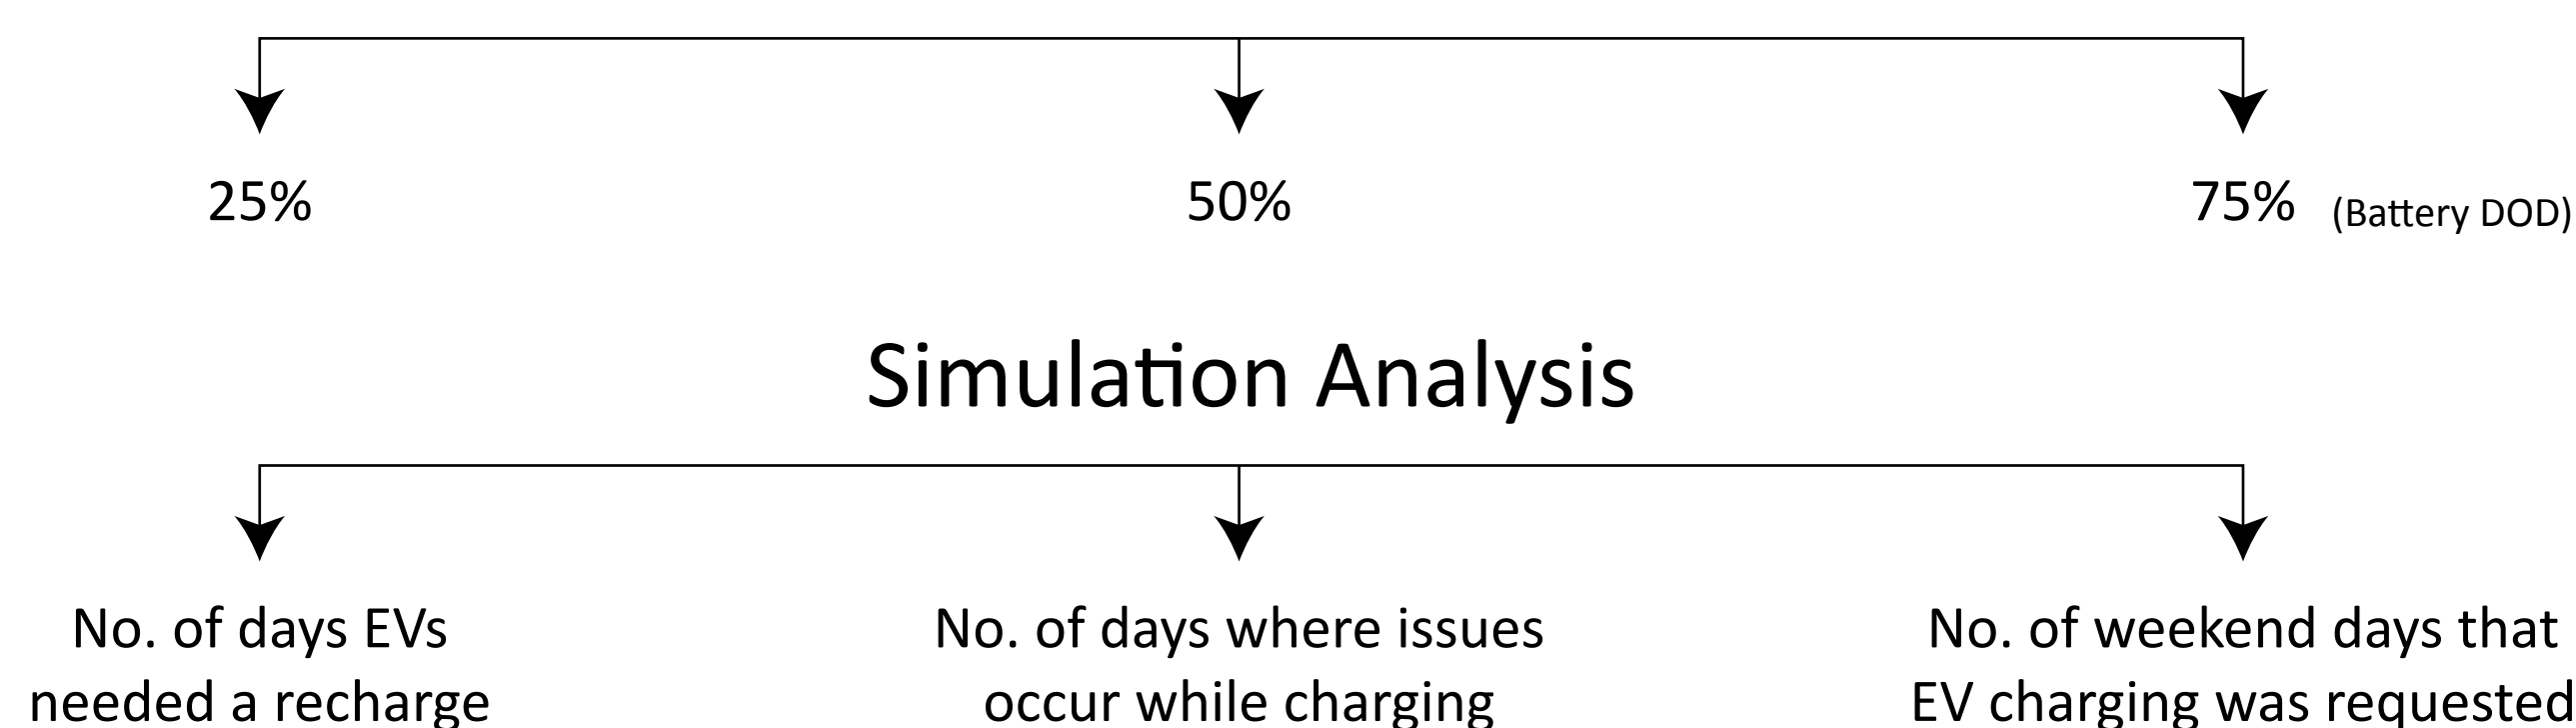 25% 50% 75% (Battery DOD)
Simulation Analysis
No. of days EVs
needed a recharge
No. of days where issues
occur while charging
No. of weekend days that
EV charging was requested